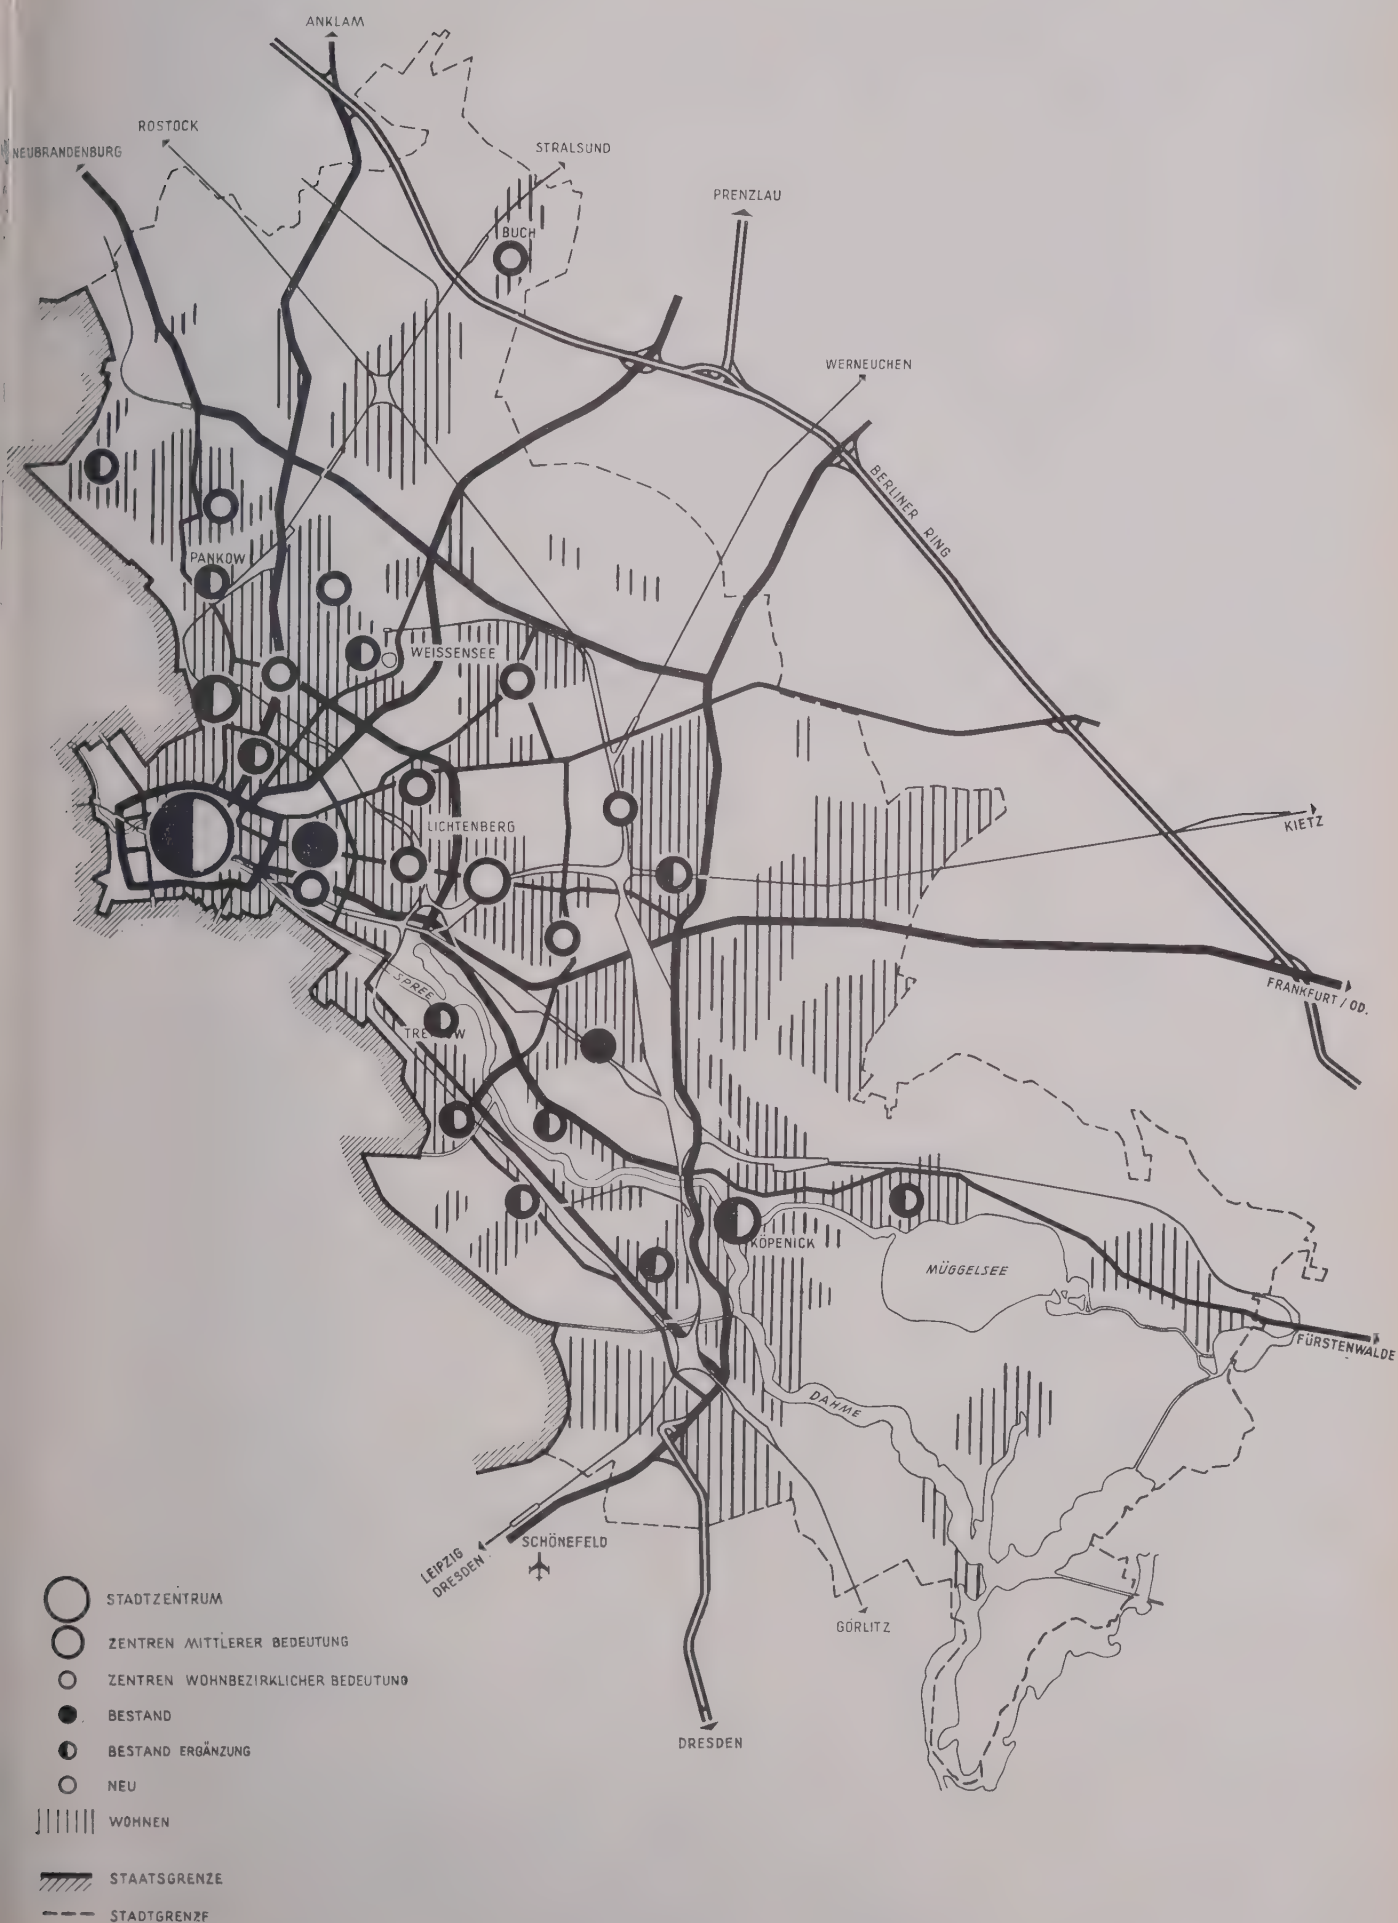 ANKLAM
ROSTOCK
NEUBRANDENBURG
STRALSUND
PRENZLAU
BUCH
WERNEUCHEN
BERLINER RING
PANKOW
WEISSENSEE
LICHTENBERG
KIETZ
SPREE
FRANKFURT / OD.
KÖPENICK
MÜGGELSEE
FÜRSTENWALDE
DAHME
SCHÖNEFELD
LEIPZIG
DRESDEN
GÖRLITZ
DRESDEN
STADTZENTRUM
ZENTREN MITTLERER BEDEUTUNG
ZENTREN WOHNBEZIRKLICHER BEDEUTUNG
BESTAND
BESTAND ERGÄNZUNG
NEU
WOHNEN
STAATSGRENZE
STADTGRENZE